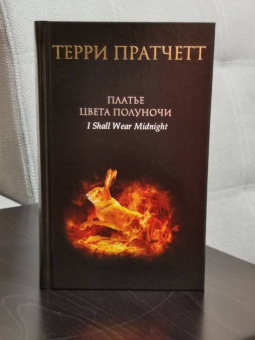 ТЕРРИ ПРАТЧЕТТ
ПЛАТЬЕ
ЦВЕТА ПОЛУНОЧИ
I Shall Wear Midnight